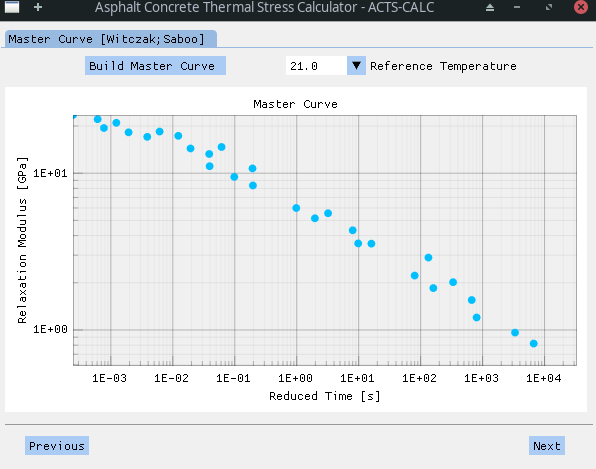 Asphalt Concrete Thermal Stress Calculator - ACTS-CALC
Master Curve [Witczak;Saboo]
Build Master Curve 21.0 Reference Temperature
Master Curve
Relaxation Modulus [GPa]
1E+01
1E+00
1E-03 1E-02 1E-01 1E+00 1E+01 1E+02 1E+03 1E+04
Reduced Time [s]
Previous Next